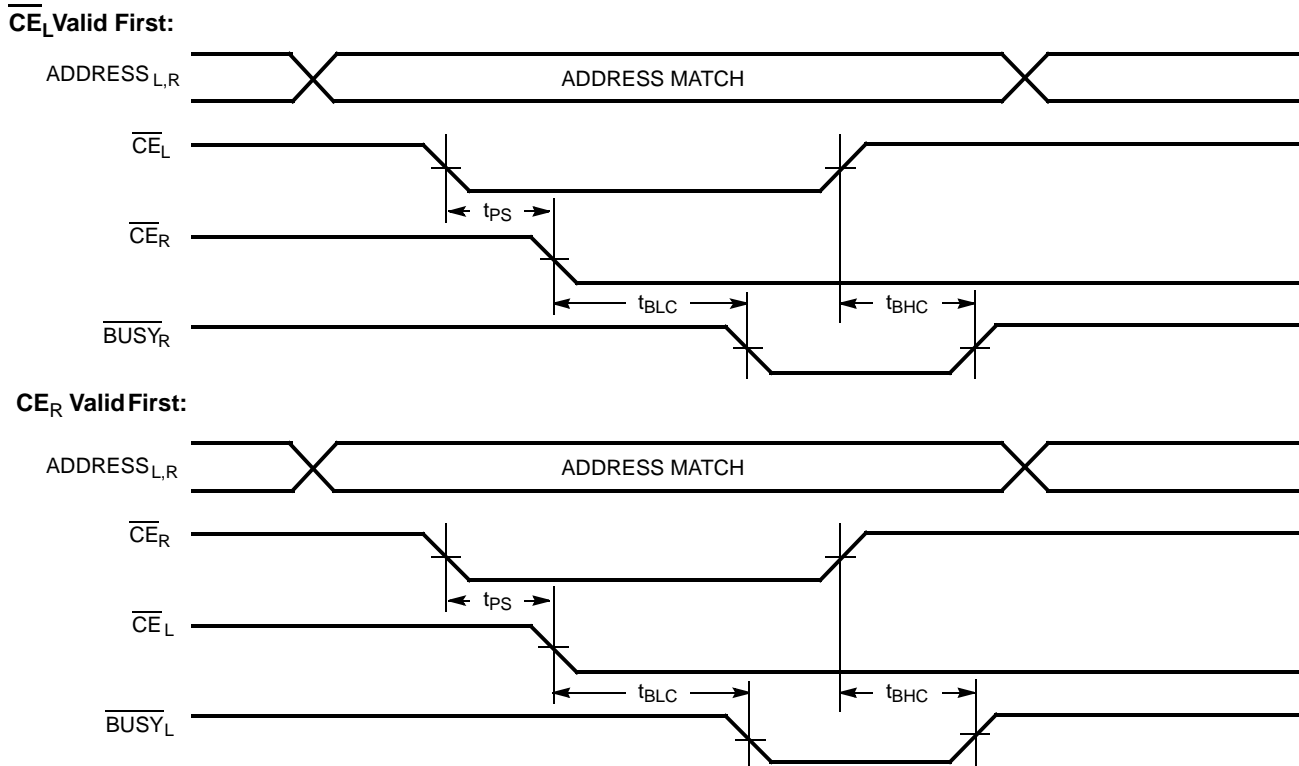 CE_L Valid First:
ADDRESS_L,R
ADDRESS MATCH
CE_L
t_PS
CE_R
t_BLC
t_BHC
BUSY_R
CE_R Valid First:
ADDRESS_L,R
ADDRESS MATCH
CE_R
t_PS
CE_L
t_BLC
t_BHC
BUSY_L